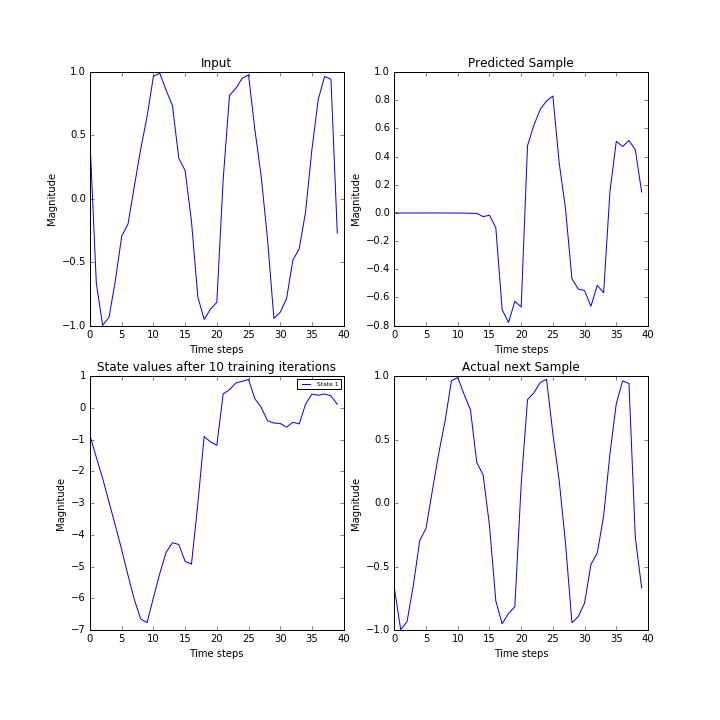 Input
Magnitude
1.0
0.5
0.0
−0.5
−1.0
0 5 10 15 20 25 30 35 40
Time steps
Predicted Sample
Magnitude
1.0
0.8
0.6
0.4
0.2
0.0
−0.2
−0.4
−0.6
−0.8
0 5 10 15 20 25 30 35 40
Time steps
State values after 10 training iterations
State 1
Magnitude
1
0
−1
−2
−3
−4
−5
−6
−7
0 5 10 15 20 25 30 35 40
Time steps
Actual next Sample
Magnitude
1.0
0.5
0.0
−0.5
−1.0
0 5 10 15 20 25 30 35 40
Time steps